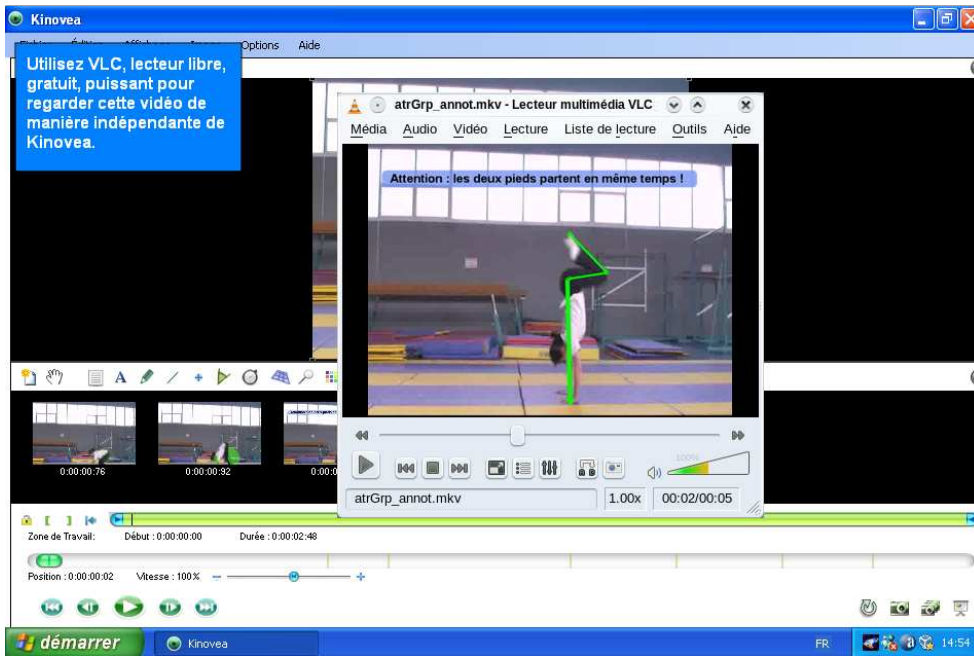 Kinovea
Options Aide
Utilisez VLC, lecteur libre,
gratuit, puissant pour
regarder cette vidéo de
manière indépendante de
Kinovea.
atrGrp_annot.mkv - Lecteur multimédia VLC
Média Audio Vidéo Lecture Liste de lecture Outils Aide
Attention : les deux pieds partent en même temps !
A
0:00:00:76 0:00:00:92
100%
atrGrp_annot.mkv 1.00x 00:02/00:05
Zone de Travail: Début : 0:00:00:00 Durée : 0:00:02:48
Position : 0:00:00:02 Vitesse : 100%
démarrer Kinovea FR 14:54